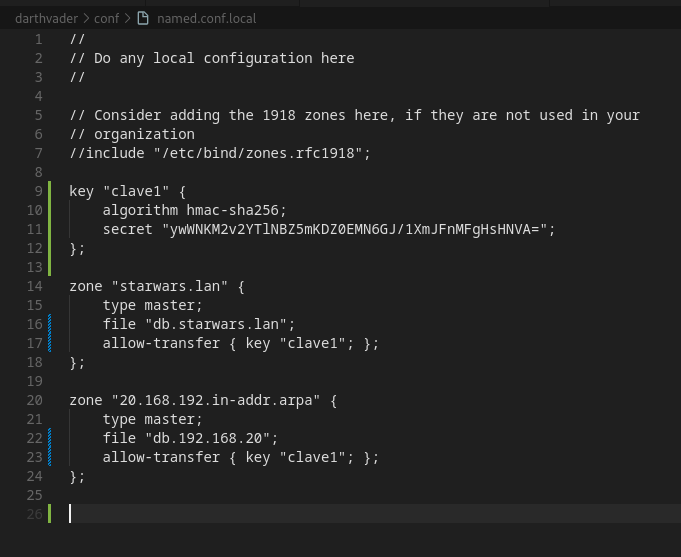 darthvader > conf > named.conf.local
1 //
2 // Do any local configuration here
3 //
4
5 // Consider adding the 1918 zones here, if they are not used in your
6 // organization
7 //include "/etc/bind/zones.rfc1918";
8
9 key "clave1" {
10 algorithm hmac-sha256;
11 secret "ywWNKM2v2YTlNBZ5mKDZ0EMN6GJ/1XmJFnMFgHsHNVA=";
12 };
13
14 zone "starwars.lan" {
15 type master;
16 file "db.starwars.lan";
17 allow-transfer { key "clave1"; };
18 };
19
20 zone "20.168.192.in-addr.arpa" {
21 type master;
22 file "db.192.168.20";
23 allow-transfer { key "clave1"; };
24 };
25
26